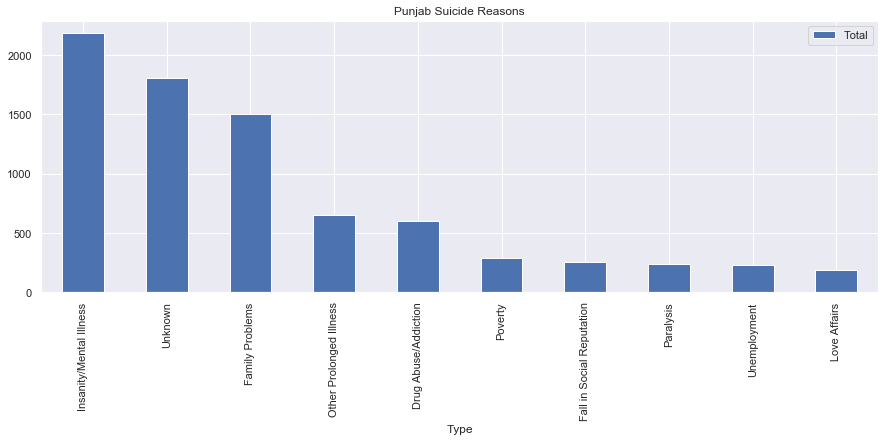 Punjab Suicide Reasons
Total
2000
1500
1000
500
0
Insanity/Mental Illness
Unknown
Family Problems
Other Prolonged Illness
Drug Abuse/Addiction
Poverty
Fall in Social Reputation
Paralysis
Unemployment
Love Affairs
Type